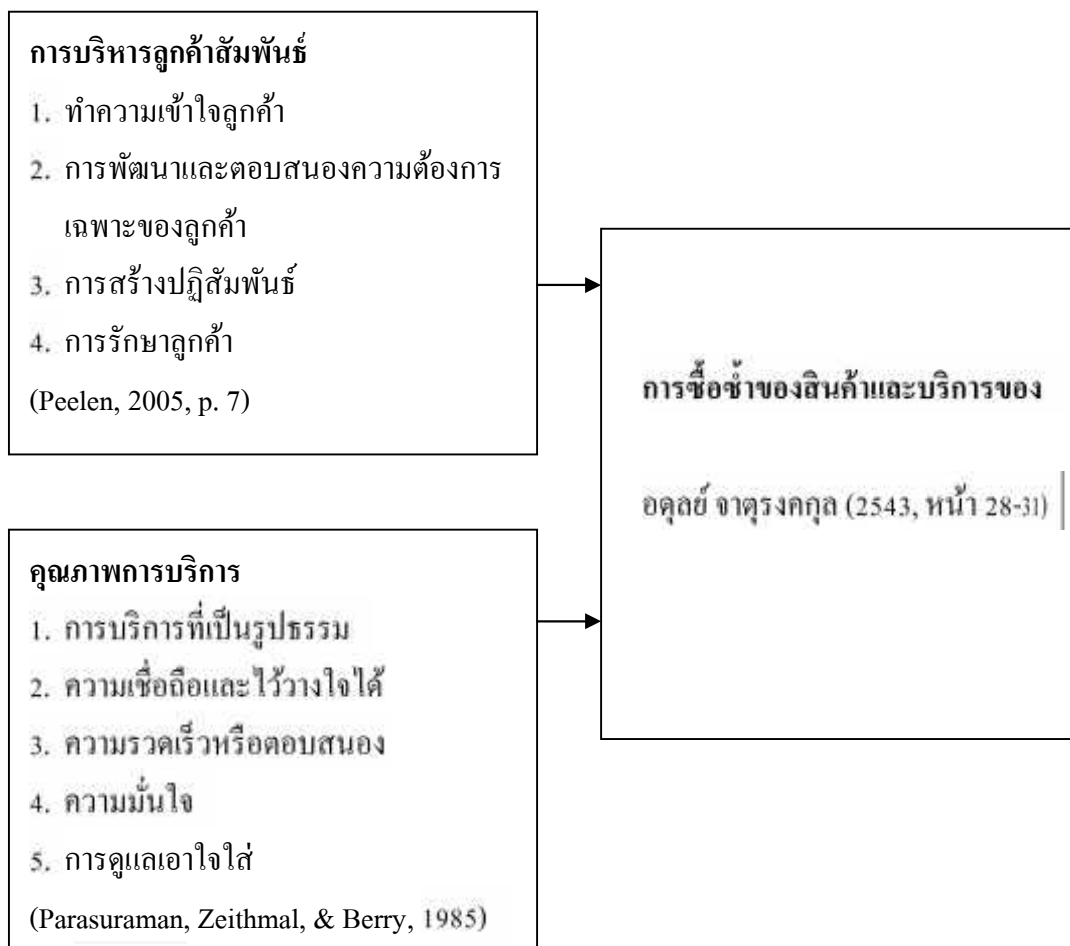 การบริหารลูกค้าสัมพันธ์
1. ทำความเข้าใจลูกค้า
2. การพัฒนาและตอบสนองความต้องการ
เฉพาะของลูกค้า
3. การสร้างปฏิสัมพันธ์
4. การรักษาลูกค้า
(Peelen, 2005, p. 7)
คุณภาพการบริการ
1. การบริการที่เป็นรูปธรรม
2. ความเชื่อถือและไว้วางใจได้
3. ความรวดเร็วหรือตอบสนอง
4. ความมั่นใจ
5. การดูแลเอาใจใส่
(Parasuraman, Zeithmal, & Berry, 1985)
การซื้อซ้ำของสินค้าและบริการของ
อดุลย์ จาตุรงคกุล (2543, หน้า 28-31)